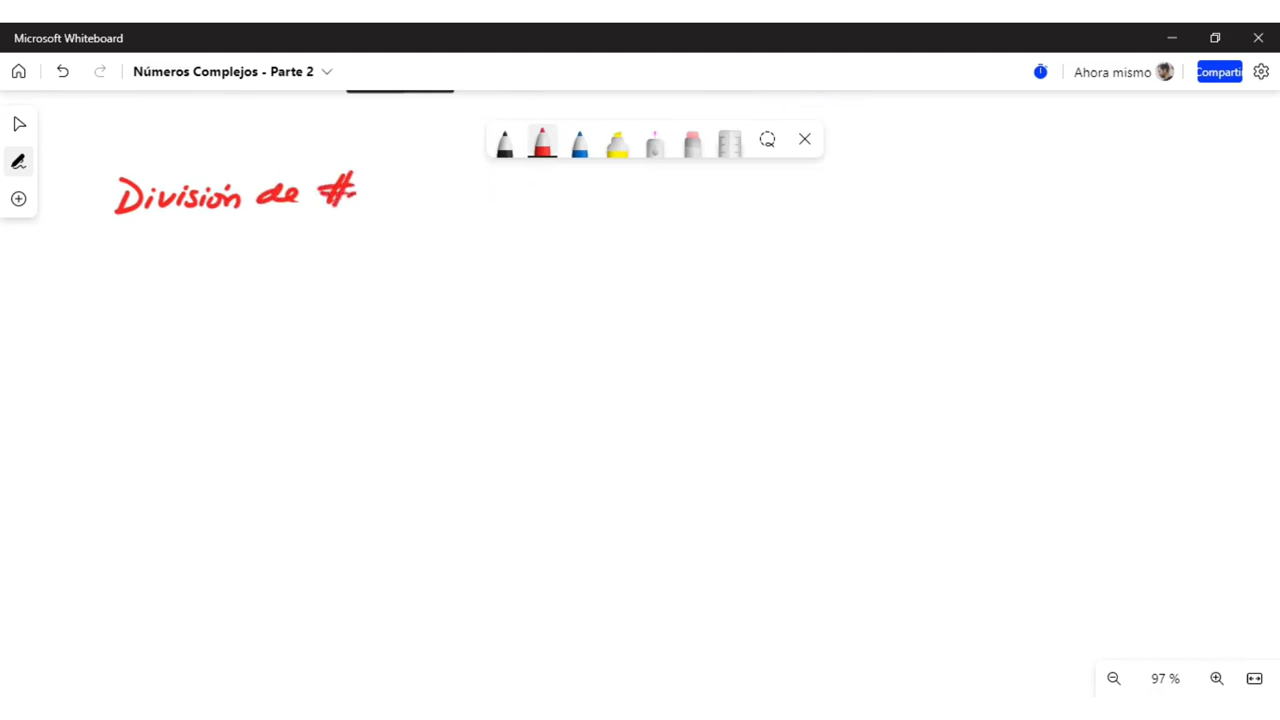 Microsoft Whiteboard
Números Complejos - Parte 2
Ahora mismo
Comparti
División de #
97 %